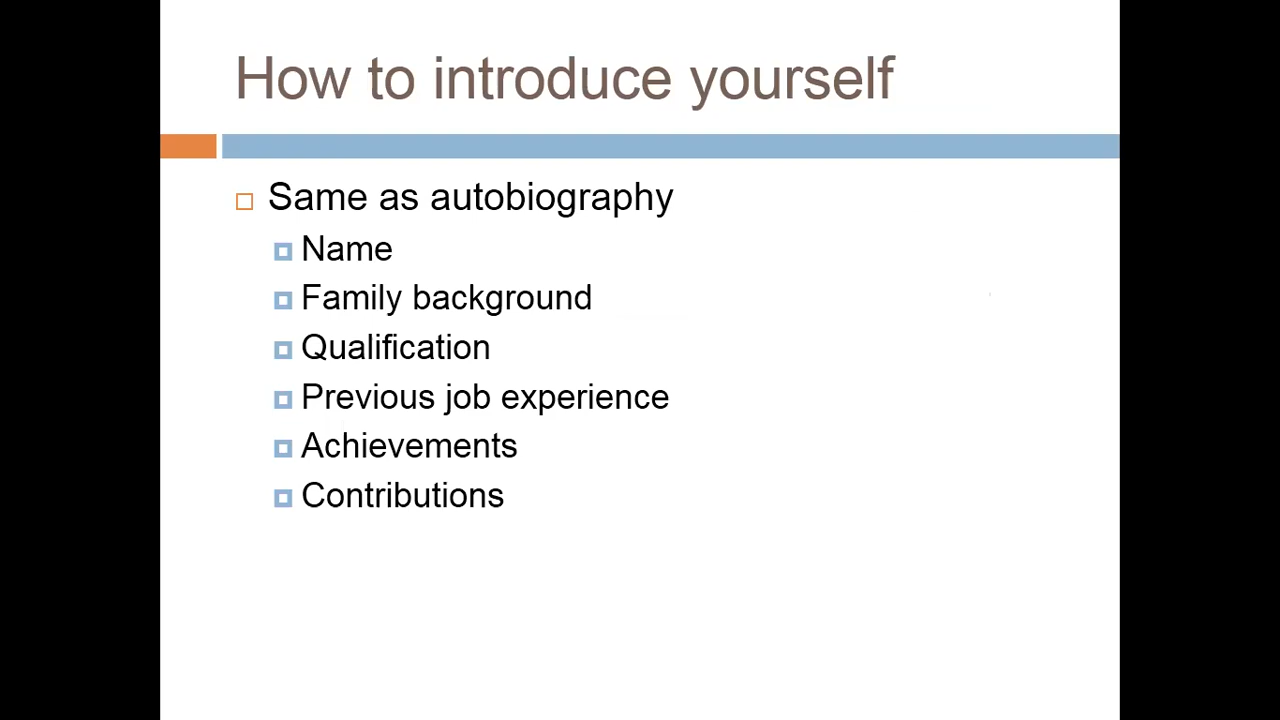 How to introduce yourself
Same as autobiography
Name
Family background
Qualification
Previous job experience
Achievements
Contributions